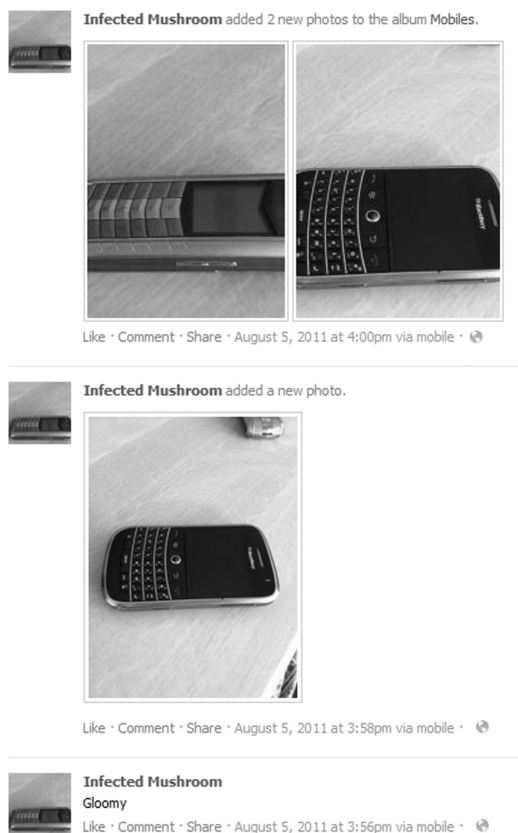 Infected Mushroom added 2 new photos to the album Mobiles.
BlackBerry
Like · Comment · Share · August 5, 2011 at 4:00pm via mobile ·
Infected Mushroom added a new photo.
BlackBerry
Like · Comment · Share · August 5, 2011 at 3:58pm via mobile ·
Infected Mushroom
Gloomy
Like · Comment · Share · August 5, 2011 at 3:56pm via mobile ·